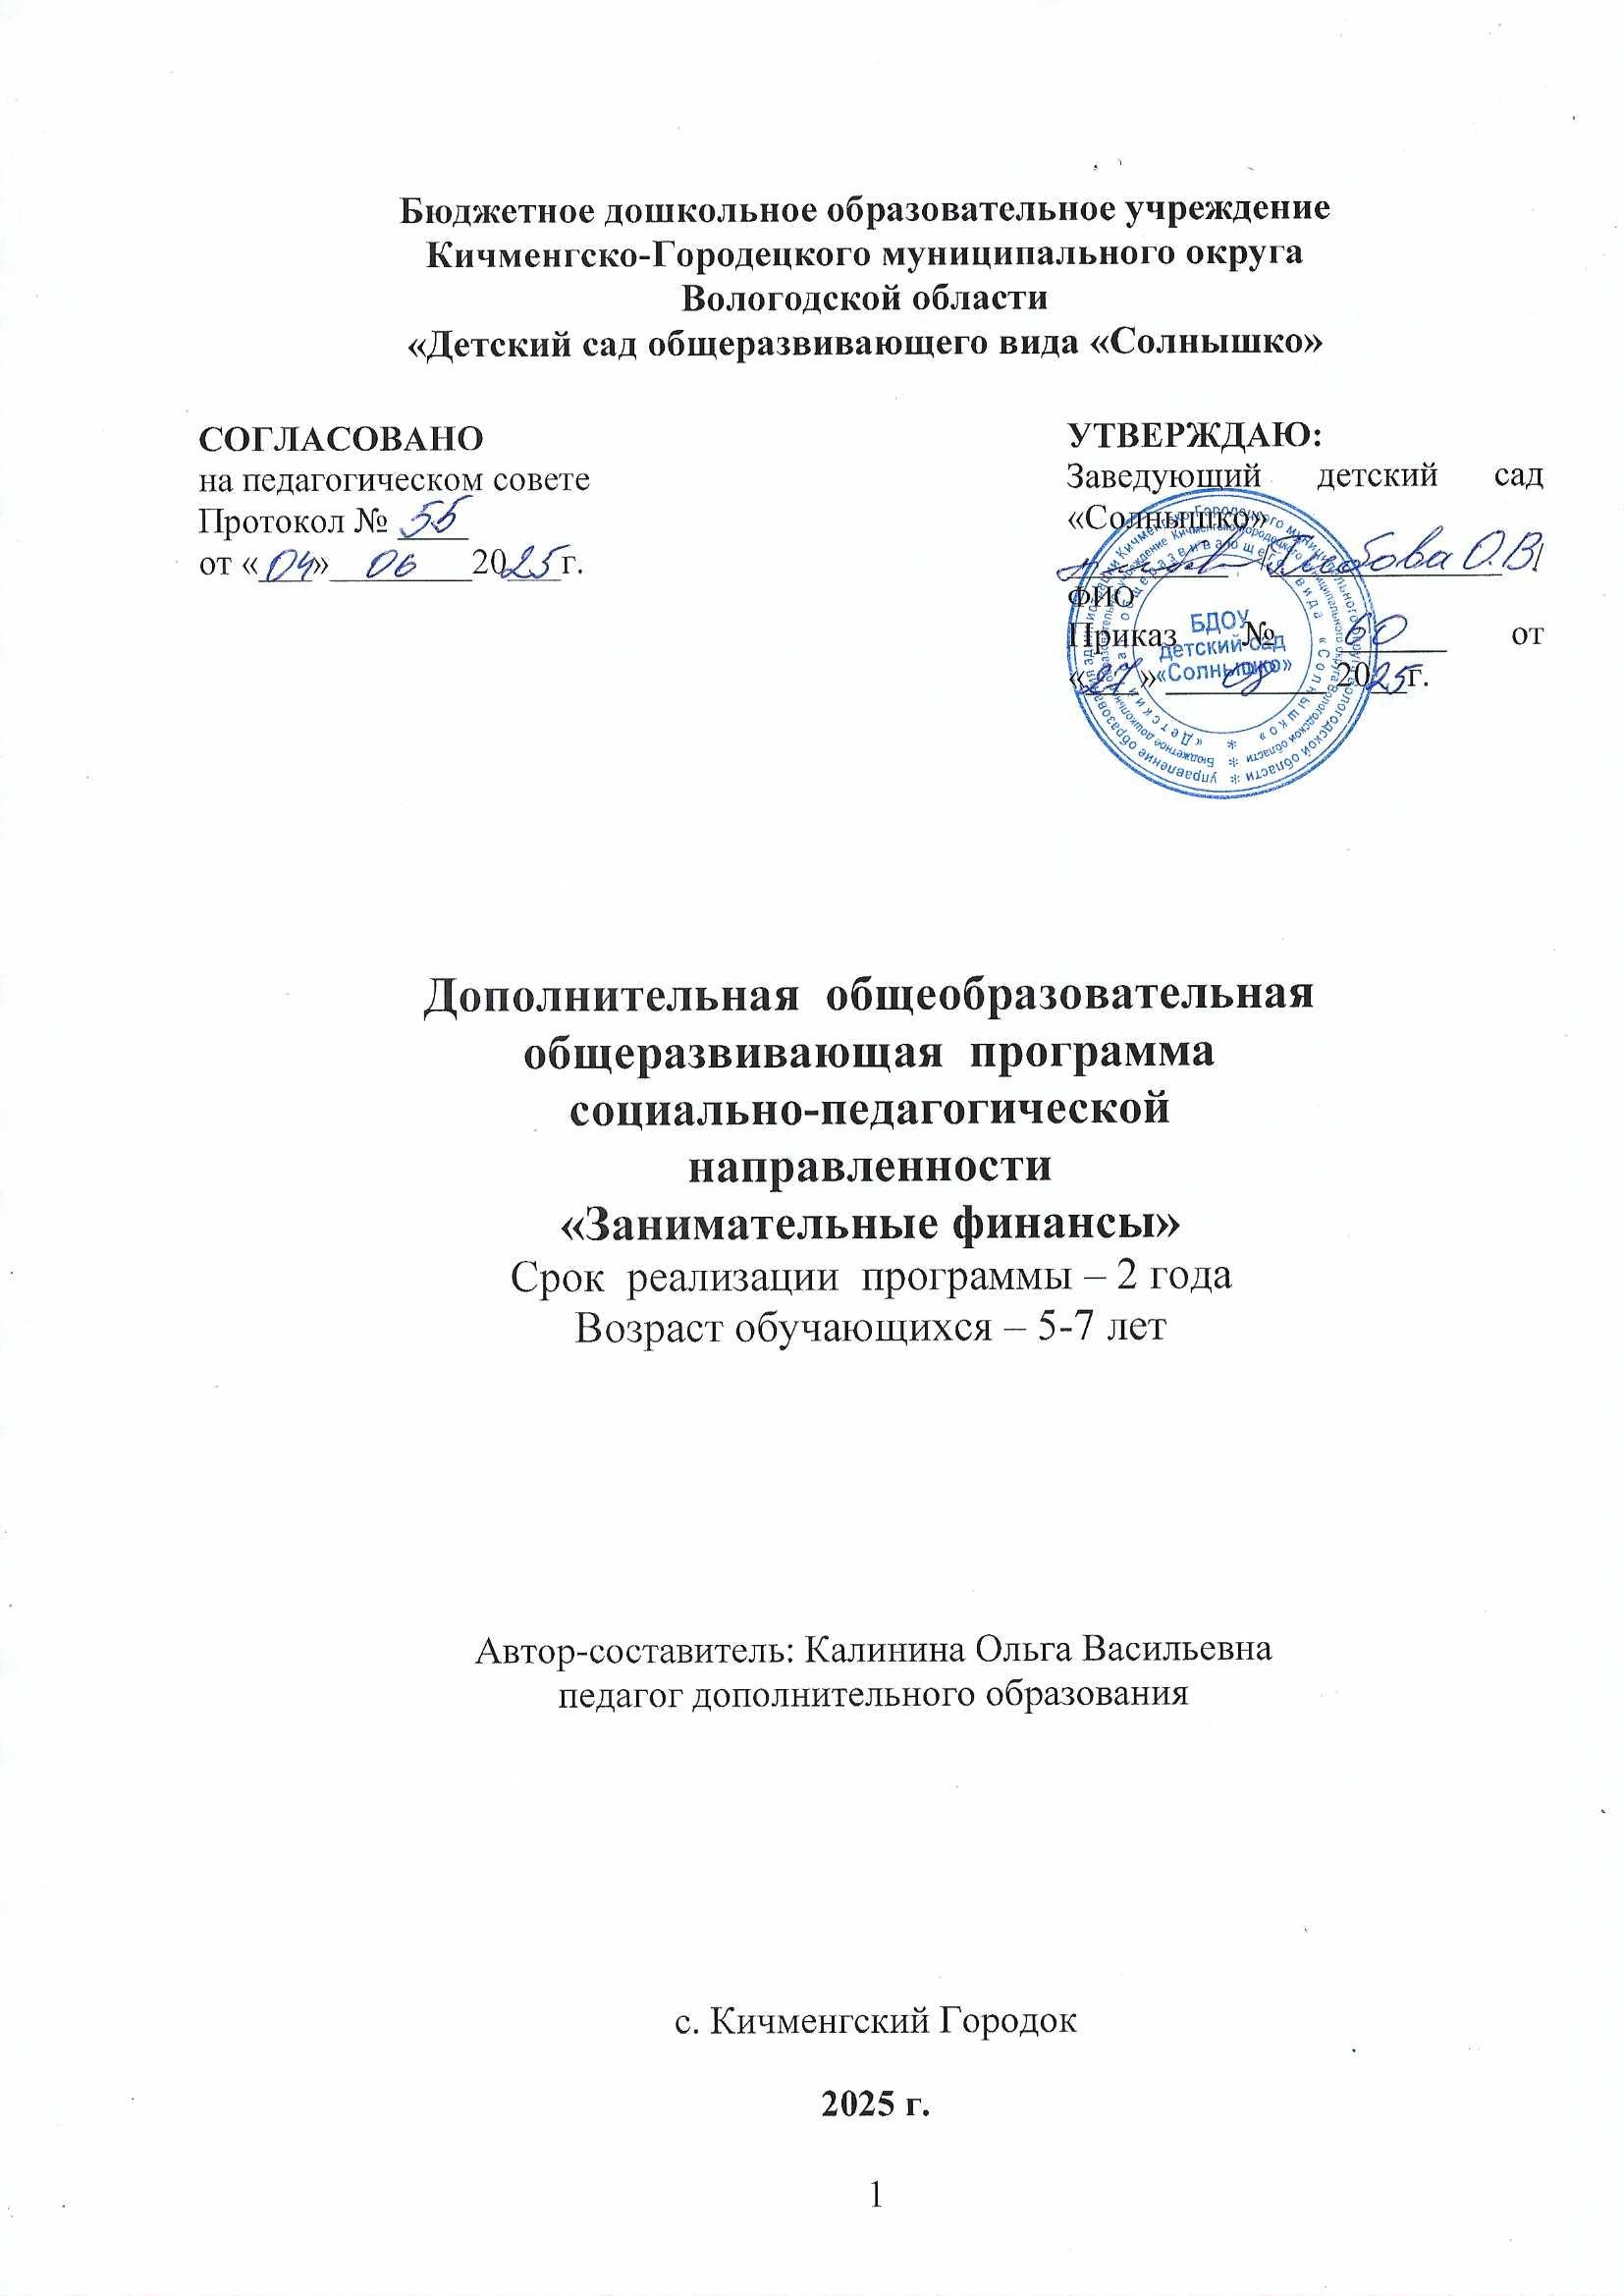 Бюджетное дошкольное образовательное учреждение
Кичменгско-Городецкого муниципального округа
Вологодской области
«Детский сад общеразвивающего вида «Солнышко»
СОГЛАСОВАНО
на педагогическом совете
Протокол №
от «04» 06 2025г.
УТВЕРЖДАЮ:
Заведующий детский сад
«Солнышко»
О.В.
ФИО
Приказ № 60 от
«27» 2025г.
БДОУ
детский сад
«Солнышко»
Дополнительная общеобразовательная
общеразвивающая программа
социально-педагогической
направленности
«Занимательные финансы»
Срок реализации программы – 2 года
Возраст обучающихся – 5-7 лет
Автор-составитель: Калинина Ольга Васильевна
педагог дополнительного образования
с. Кичменгский Городок
2025 г.
1